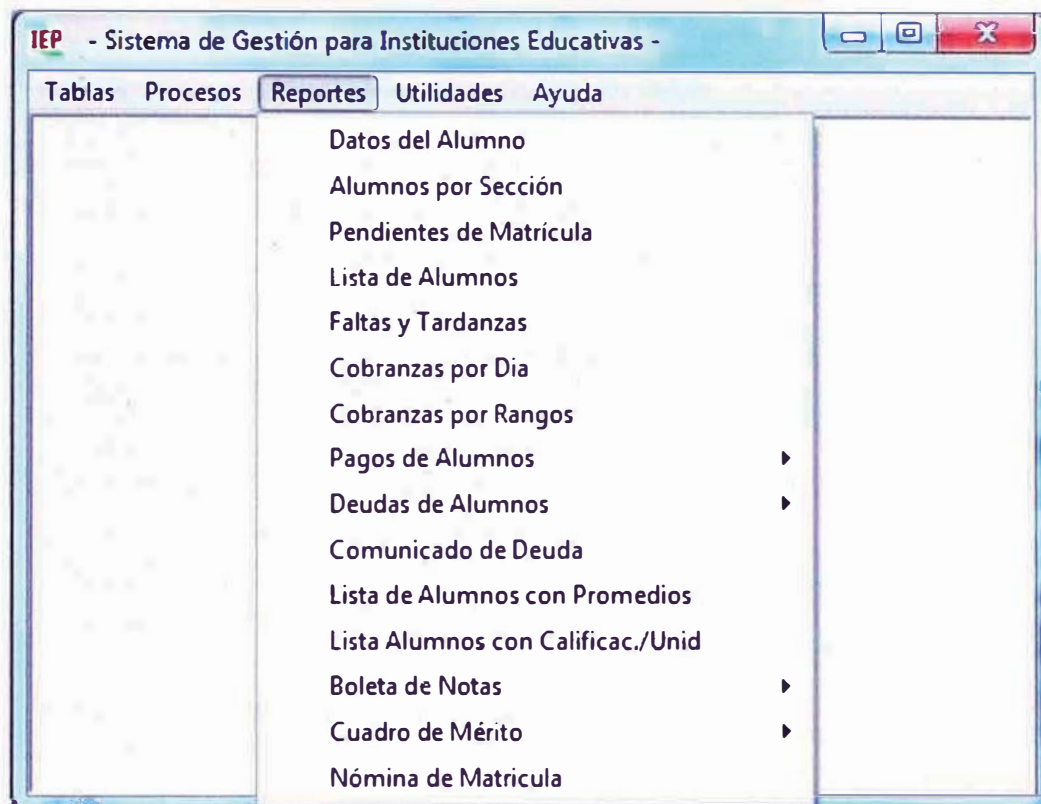 IEP - Sistema de Gestión para Instituciones Educativas -
Tablas Procesos Reportes Utilidades Ayuda
Datos del Alumno
Alumnos por Sección
Pendientes de Matrícula
Lista de Alumnos
Faltas y Tardanzas
Cobranzas por Dia
Cobranzas por Rangos
Pagos de Alumnos
Deudas de Alumnos
Comunicado de Deuda
Lista de Alumnos con Promedios
Lista Alumnos con Calificac./Unid
Boleta de Notas
Cuadro de Mérito
Nómina de Matricula